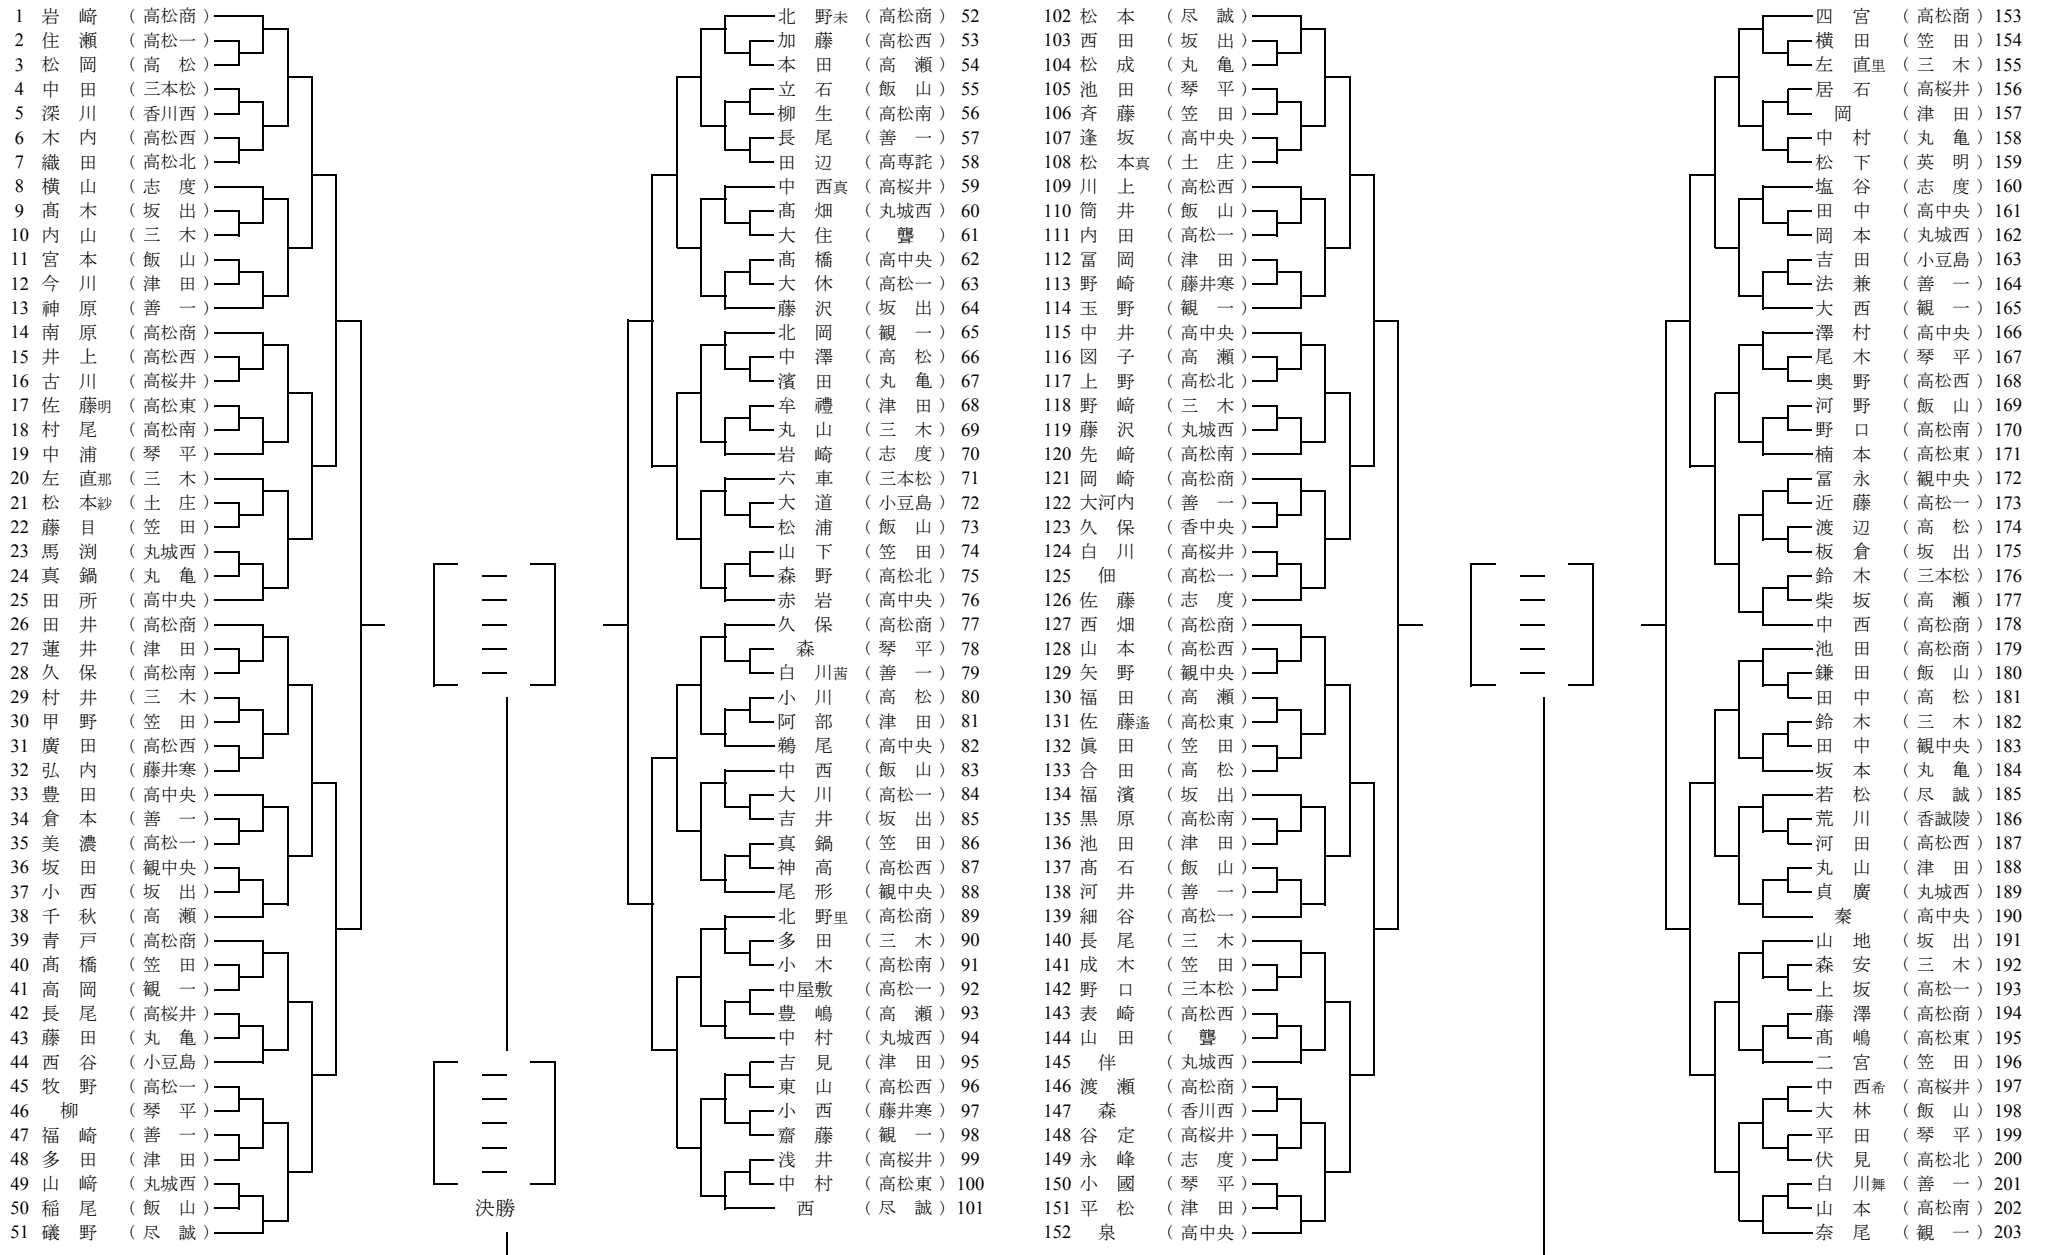 1 岩 﨑 （ 高松商 ）
2 住 瀬 （ 高松一 ）
3 松 岡 （ 高 松 ）
4 中 田 （ 三本松 ）
5 深 川 （ 香川西 ）
6 木 内 （ 高松西 ）
7 織 田 （ 高松北 ）
8 横 山 （ 志 度 ）
9 髙 木 （ 坂 出 ）
10 内 山 （ 三 木 ）
11 宮 本 （ 飯 山 ）
12 今 川 （ 津 田 ）
13 神 原 （ 善 一 ）
14 南 原 （ 高松商 ）
15 井 上 （ 高松西 ）
16 古 川 （ 高桜井 ）
17 佐 藤明 （ 高松東 ）
18 村 尾 （ 高松南 ）
19 中 浦 （ 琴 平 ）
20 左 直那 （ 三 木 ）
21 松 本紗 （ 土 庄 ）
22 藤 目 （ 笠 田 ）
23 馬 渕 （ 丸城西 ）
24 真 鍋 （ 丸 亀 ）
25 田 所 （ 高中央 ）
26 田 井 （ 高松商 ）
27 蓮 井 （ 津 田 ）
28 久 保 （ 高松南 ）
29 村 井 （ 三 木 ）
30 甲 野 （ 笠 田 ）
31 廣 田 （ 高松西 ）
32 弘 内 （ 藤井寒 ）
33 豊 田 （ 高中央 ）
34 倉 本 （ 善 一 ）
35 美 濃 （ 高松一 ）
36 坂 田 （ 観中央 ）
37 小 西 （ 坂 出 ）
38 千 秋 （ 高 瀬 ）
39 青 戸 （ 高松商 ）
40 髙 橋 （ 笠 田 ）
41 高 岡 （ 観 一 ）
42 長 尾 （ 高桜井 ）
43 藤 田 （ 丸 亀 ）
44 西 谷 （ 小豆島 ）
45 牧 野 （ 高松一 ）
46 柳 （ 琴 平 ）
47 福 崎 （ 善 一 ）
48 多 田 （ 津 田 ）
49 山 﨑 （ 丸城西 ）
50 稲 尾 （ 飯 山 ）
51 礒 野 （ 尽 誠 ）
決勝
北 野未 （ 高松商 ） 52
加 藤 （ 高松西 ） 53
本 田 （ 高 瀬 ） 54
立 石 （ 飯 山 ） 55
柳 生 （ 高松南 ） 56
長 尾 （ 善 一 ） 57
田 辺 （ 高専詫 ） 58
中 西真 （ 高桜井 ） 59
髙 畑 （ 丸城西 ） 60
大 住 （ 聾 ） 61
髙 橋 （ 高中央 ） 62
大 休 （ 高松一 ） 63
藤 沢 （ 坂 出 ） 64
北 岡 （ 観 一 ） 65
中 澤 （ 高 松 ） 66
濱 田 （ 丸 亀 ） 67
牟 禮 （ 津 田 ） 68
丸 山 （ 三 木 ） 69
岩 崎 （ 志 度 ） 70
六 車 （ 三本松 ） 71
大 道 （ 小豆島 ） 72
松 浦 （ 飯 山 ） 73
山 下 （ 笠 田 ） 74
森 野 （ 高松北 ） 75
赤 岩 （ 高中央 ） 76
久 保 （ 高松商 ） 77
森 （ 琴 平 ） 78
白 川茜 （ 善 一 ） 79
小 川 （ 高 松 ） 80
阿 部 （ 津 田 ） 81
鵜 尾 （ 高中央 ） 82
中 西 （ 飯 山 ） 83
大 川 （ 高松一 ） 84
吉 井 （ 坂 出 ） 85
真 鍋 （ 笠 田 ） 86
神 高 （ 高松西 ） 87
尾 形 （ 観中央 ） 88
北 野里 （ 高松商 ） 89
多 田 （ 三 木 ） 90
小 木 （ 高松南 ） 91
中屋敷 （ 高松一 ） 92
豊 嶋 （ 高 瀬 ） 93
中 村 （ 丸城西 ） 94
吉 見 （ 津 田 ） 95
東 山 （ 高松西 ） 96
小 西 （ 藤井寒 ） 97
齋 藤 （ 観 一 ） 98
浅 井 （ 高桜井 ） 99
中 村 （ 高松東 ） 100
西 （ 尽 誠 ） 101
102 松 本 （ 尽 誠 ）
103 西 田 （ 坂 出 ）
104 松 成 （ 丸 亀 ）
105 池 田 （ 琴 平 ）
106 斉 藤 （ 笠 田 ）
107 逢 坂 （ 高中央 ）
108 松 本真 （ 土 庄 ）
109 川 上 （ 高松西 ）
110 筒 井 （ 飯 山 ）
111 内 田 （ 高松一 ）
112 冨 岡 （ 津 田 ）
113 野 崎 （ 藤井寒 ）
114 玉 野 （ 観 一 ）
115 中 井 （ 高中央 ）
116 図 子 （ 高 瀬 ）
117 上 野 （ 高松北 ）
118 野 﨑 （ 三 木 ）
119 藤 沢 （ 丸城西 ）
120 先 﨑 （ 高松南 ）
121 岡 崎 （ 高松商 ）
122 大河内 （ 善 一 ）
123 久 保 （ 香中央 ）
124 白 川 （ 高桜井 ）
125 佃 （ 高松一 ）
126 佐 藤 （ 志 度 ）
127 西 畑 （ 高松商 ）
128 山 本 （ 高松西 ）
129 矢 野 （ 観中央 ）
130 福 田 （ 高 瀬 ）
131 佐 藤遙 （ 高松東 ）
132 眞 田 （ 笠 田 ）
133 合 田 （ 高 松 ）
134 福 濱 （ 坂 出 ）
135 黒 原 （ 高松南 ）
136 池 田 （ 津 田 ）
137 髙 石 （ 飯 山 ）
138 河 井 （ 善 一 ）
139 細 谷 （ 高松一 ）
140 長 尾 （ 三 木 ）
141 成 木 （ 笠 田 ）
142 野 口 （ 三本松 ）
143 表 崎 （ 高松西 ）
144 山 田 （ 聾 ）
145 伴 （ 丸城西 ）
146 渡 瀬 （ 高松商 ）
147 森 （ 香川西 ）
148 谷 定 （ 高桜井 ）
149 永 峰 （ 志 度 ）
150 小 國 （ 琴 平 ）
151 平 松 （ 津 田 ）
152 泉 （ 高中央 ）
四 宮 （ 高松商 ） 153
横 田 （ 笠 田 ） 154
左 直里 （ 三 木 ） 155
居 石 （ 高桜井 ） 156
岡 （ 津 田 ） 157
中 村 （ 丸 亀 ） 158
松 下 （ 英 明 ） 159
塩 谷 （ 志 度 ） 160
田 中 （ 高中央 ） 161
岡 本 （ 丸城西 ） 162
吉 田 （ 小豆島 ） 163
法 兼 （ 善 一 ） 164
大 西 （ 観 一 ） 165
澤 村 （ 高中央 ） 166
尾 木 （ 琴 平 ） 167
奥 野 （ 高松西 ） 168
河 野 （ 飯 山 ） 169
野 口 （ 高松南 ） 170
楠 本 （ 高松東 ） 171
冨 永 （ 観中央 ） 172
近 藤 （ 高松一 ） 173
渡 辺 （ 高 松 ） 174
板 倉 （ 坂 出 ） 175
鈴 木 （ 三本松 ） 176
柴 坂 （ 高 瀬 ） 177
中 西 （ 高松商 ） 178
池 田 （ 高松商 ） 179
鎌 田 （ 飯 山 ） 180
田 中 （ 高 松 ） 181
鈴 木 （ 三 木 ） 182
田 中 （ 観中央 ） 183
坂 本 （ 丸 亀 ） 184
若 松 （ 尽 誠 ） 185
荒 川 （ 香誠陵 ） 186
河 田 （ 高松西 ） 187
丸 山 （ 津 田 ） 188
貞 廣 （ 丸城西 ） 189
秦 （ 高中央 ） 190
山 地 （ 坂 出 ） 191
森 安 （ 三 木 ） 192
上 坂 （ 高松一 ） 193
藤 澤 （ 高松商 ） 194
髙 嶋 （ 高松東 ） 195
二 宮 （ 笠 田 ） 196
中 西希 （ 高桜井 ） 197
大 林 （ 飯 山 ） 198
平 田 （ 琴 平 ） 199
伏 見 （ 高松北 ） 200
白 川舞 （ 善 一 ） 201
山 本 （ 高松南 ） 202
奈 尾 （ 観 一 ） 203